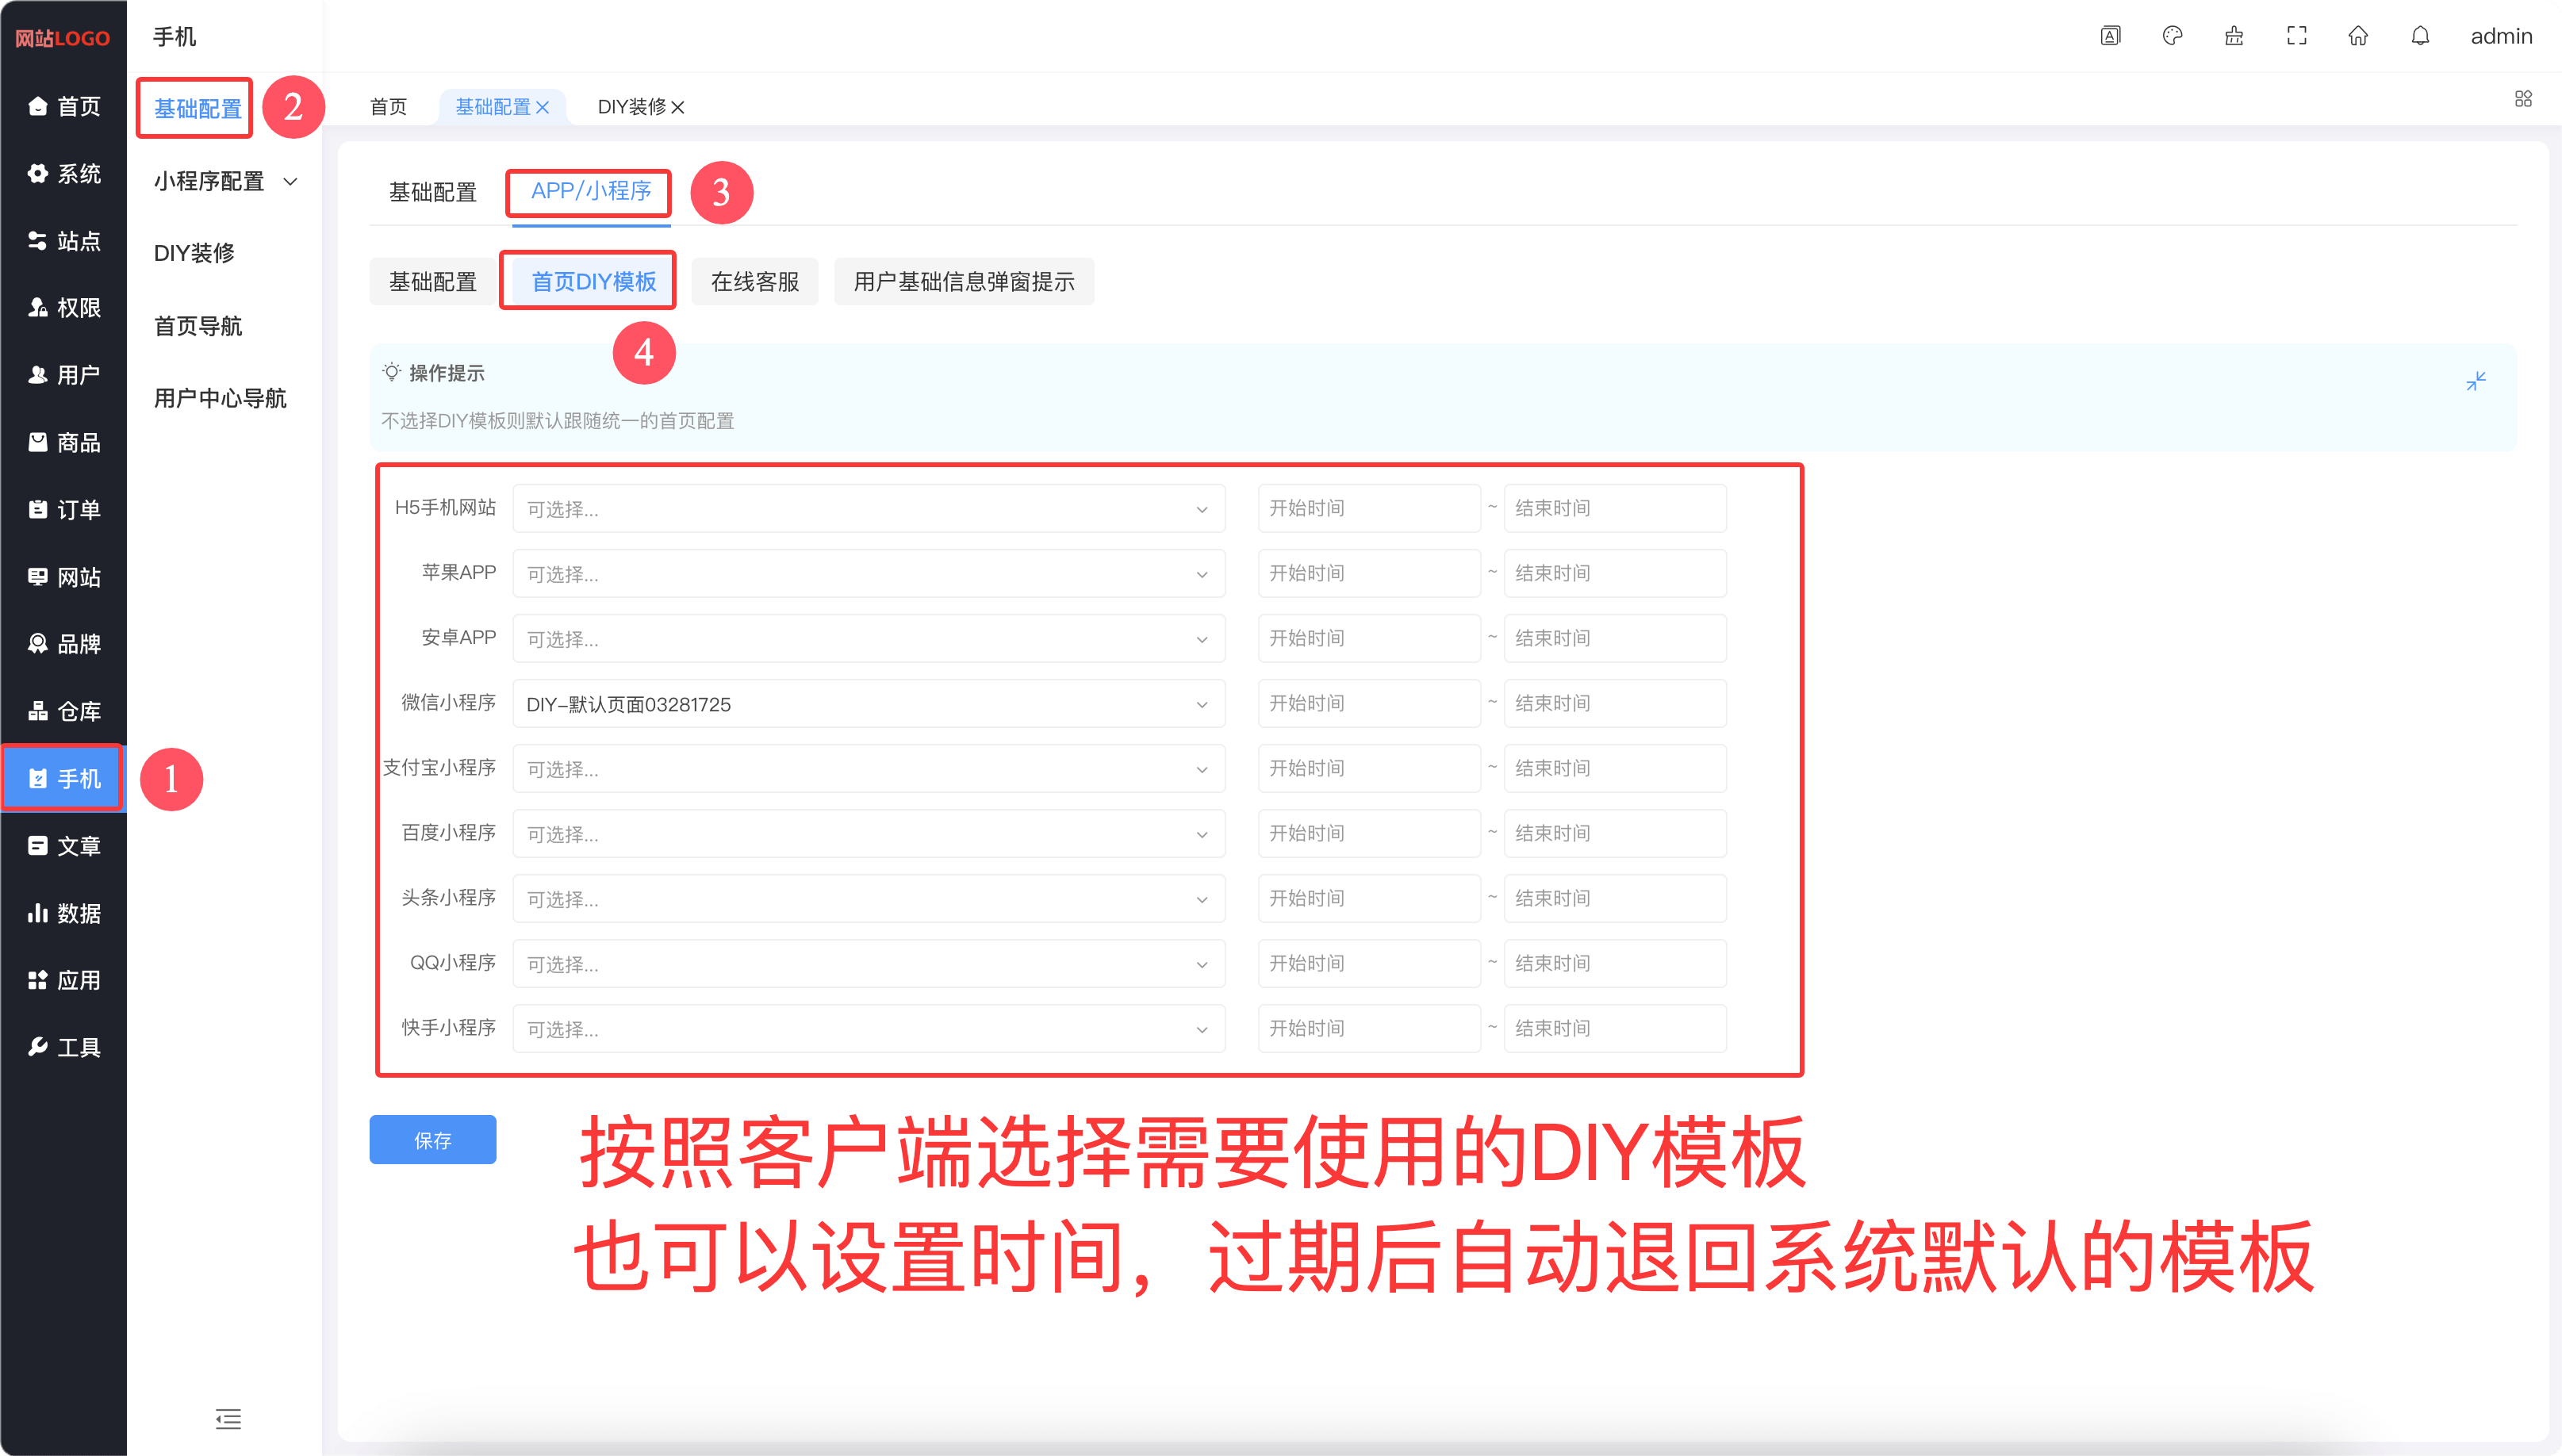 网站LOGO
首页
系统
站点
权限
用户
商品
订单
网站
品牌
仓库
手机
1
文章
数据
应用
工具
手机
基础配置
2
小程序配置
DIY装修
首页导航
用户中心导航
admin
首页 基础配置 DIY装修
基础配置 APP/小程序 3
基础配置 首页DIY模板 在线客服 用户基础信息弹窗提示
4
操作提示
不选择DIY模板则默认跟随统一的首页配置
H5手机网站 可选择... 开始时间 ~ 结束时间
苹果APP 可选择... 开始时间 ~ 结束时间
安卓APP 可选择... 开始时间 ~ 结束时间
微信小程序 DIY-默认页面03281725 开始时间 ~ 结束时间
支付宝小程序 可选择... 开始时间 ~ 结束时间
百度小程序 可选择... 开始时间 ~ 结束时间
头条小程序 可选择... 开始时间 ~ 结束时间
QQ小程序 可选择... 开始时间 ~ 结束时间
快手小程序 可选择... 开始时间 ~ 结束时间
保存
按照客户端选择需要使用的DIY模板
也可以设置时间，过期后自动退回系统默认的模板